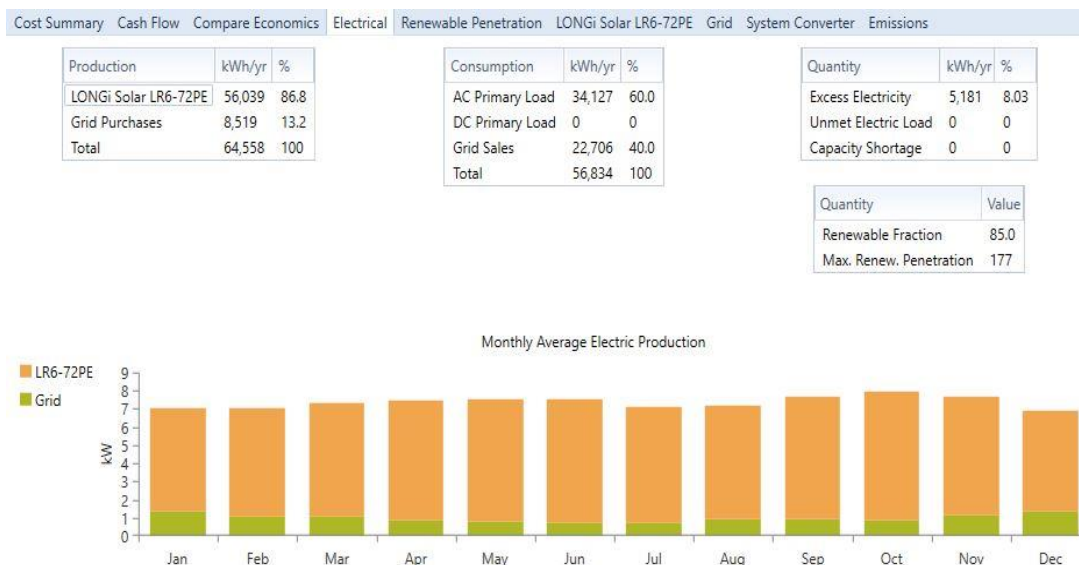 Cost Summary Cash Flow Compare Economics Electrical Renewable Penetration LONGi Solar LR6-72PE Grid System Converter Emissions
Production kWh/yr %
LONGi Solar LR6-72PE 56,039 86.8
Grid Purchases 8,519 13.2
Total 64,558 100
Consumption kWh/yr %
AC Primary Load 34,127 60.0
DC Primary Load 0 0
Grid Sales 22,706 40.0
Total 56,834 100
Quantity kWh/yr %
Excess Electricity 5,181 8.03
Unmet Electric Load 0 0
Capacity Shortage 0 0
Quantity Value
Renewable Fraction 85.0
Max. Renew. Penetration 177
Monthly Average Electric Production
LR6-72PE
Grid
kW
9
8
7
6
5
4
3
2
1
0
Jan Feb Mar Apr May Jun Jul Aug Sep Oct Nov Dec